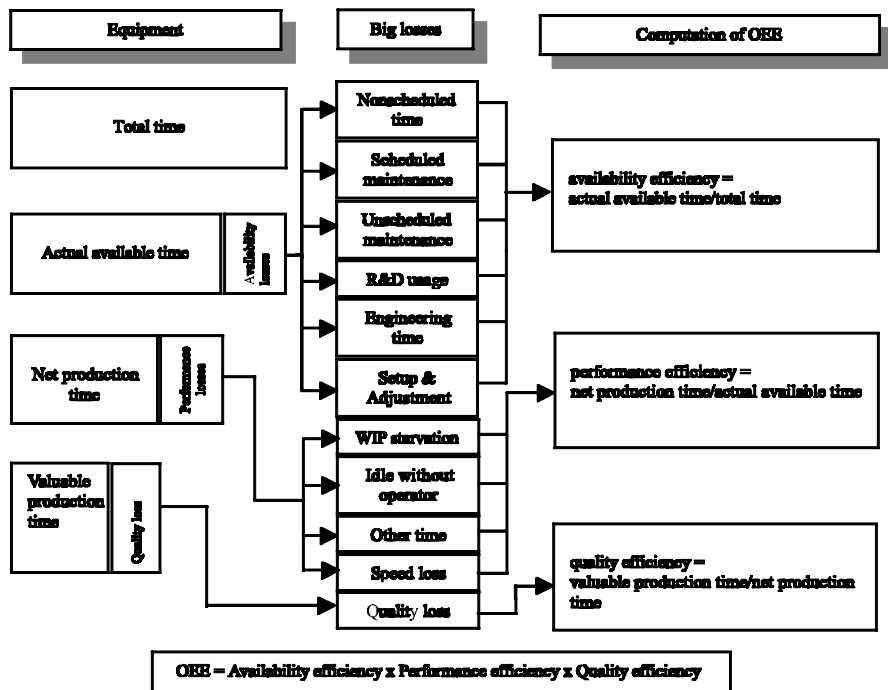 Equipment
Big losses
Computation of OEE
Total time
Actual available time
Availability
losses
Net production
time
Performance
losses
Valuable
production
time
Quality loss
Nonscheduled
time
Scheduled
maintenance
Unscheduled
maintenance
R&D usage
Engineering
time
Setup &
Adjustment
WIP starvation
Idle without
operator
Other time
Speed loss
Quality loss
availability efficiency =
actual available time/total time
performance efficiency =
net production time/actual available time
quality efficiency =
valuable production time/net production
time
OEE = Availability efficiency x Performance efficiency x Quality efficiency